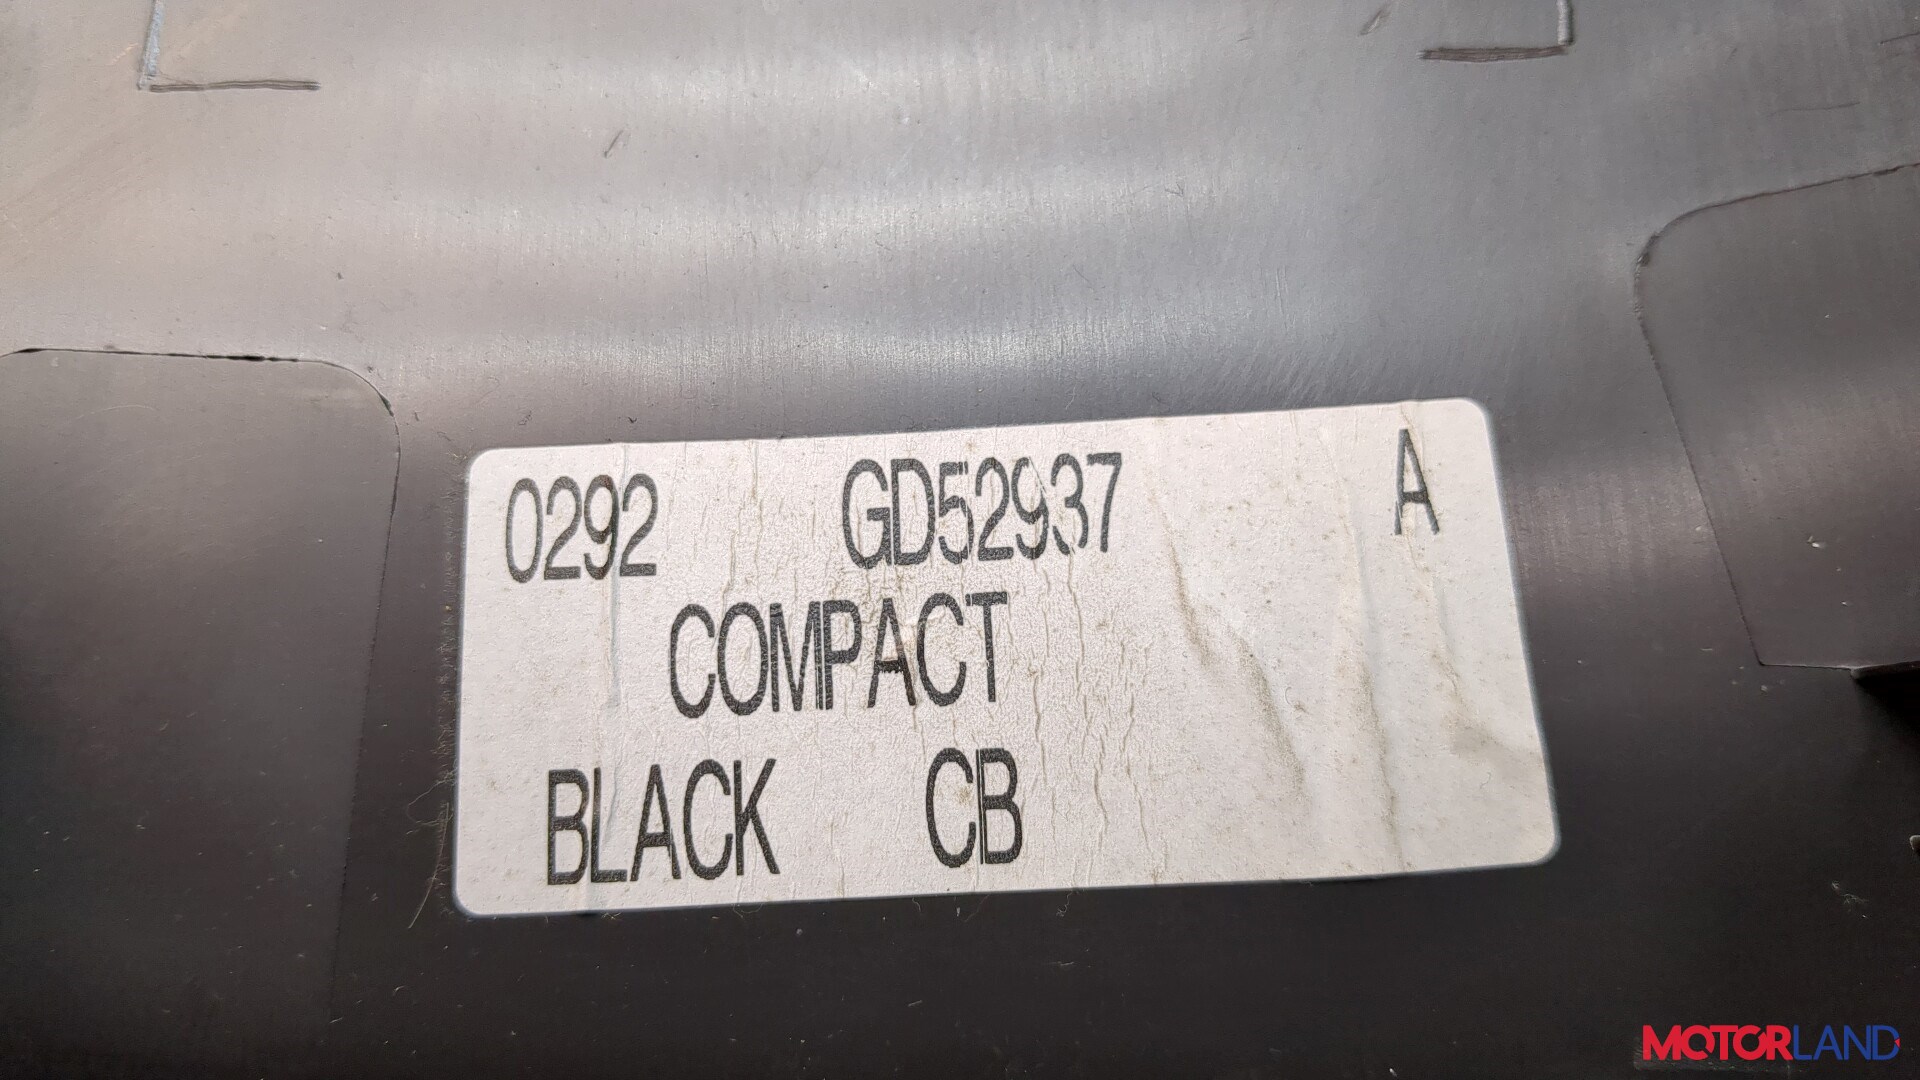 0292 GD52937 A
COMPACT
BLACK CB
MOTORLAND